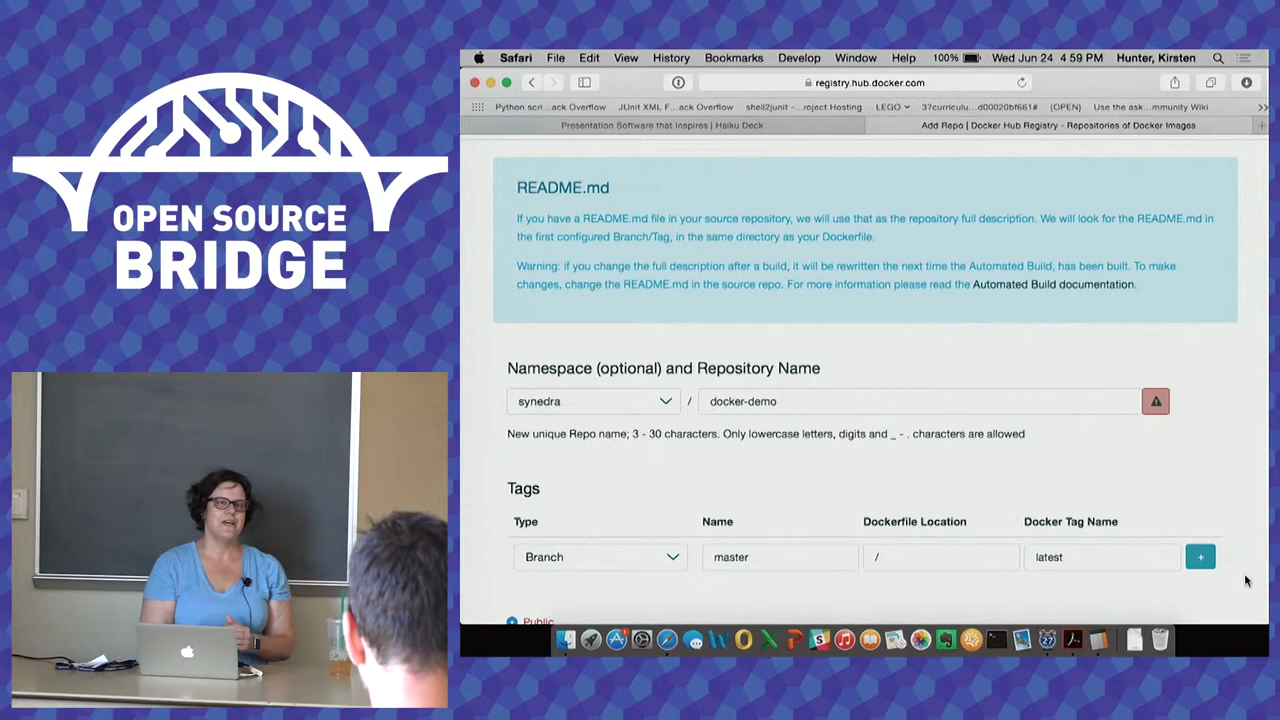 OPEN SOURCE
BRIDGE
Safari File Edit View History Bookmarks Develop Window Help 100% Wed Jun 24 4:59 PM Hunter, Kirsten
registry.hub.docker.com
Python scri...ack Overflow JUnit XML F...ack Overflow shell2junit -...roject Hosting LEGO 3?curriculu...d00020bf661# {OPEN} Use the ask...mmunity Wiki >>
Presentation Software that Inspires | Haiku Deck Add Repo | Docker Hub Registry - Repositories of Docker Images +
README.md
If you have a README.md file in your source repository, we will use that as the repository full description. We will look for the README.md in
the first configured Branch/Tag, in the same directory as your Dockerfile.
Warning: if you change the full description after a build, it will be rewritten the next time the Automated Build, has been built. To make
changes, change the README.md in the source repo. For more information please read the Automated Build documentation.
Namespace (optional) and Repository Name
synedra / docker-demo
New unique Repo name; 3 - 30 characters. Only lowercase letters, digits and _ - . characters are allowed
Tags
Type Name Dockerfile Location Docker Tag Name
Branch master / latest +
Public